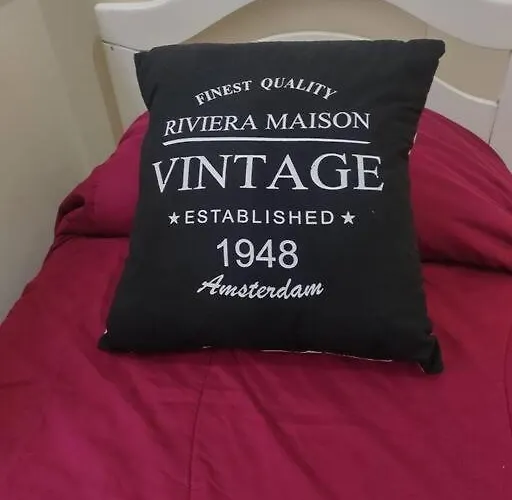 FINEST QUALITY
RIVIERA MAISON
VINTAGE
★ESTABLISHED★
1948
Amsterdam